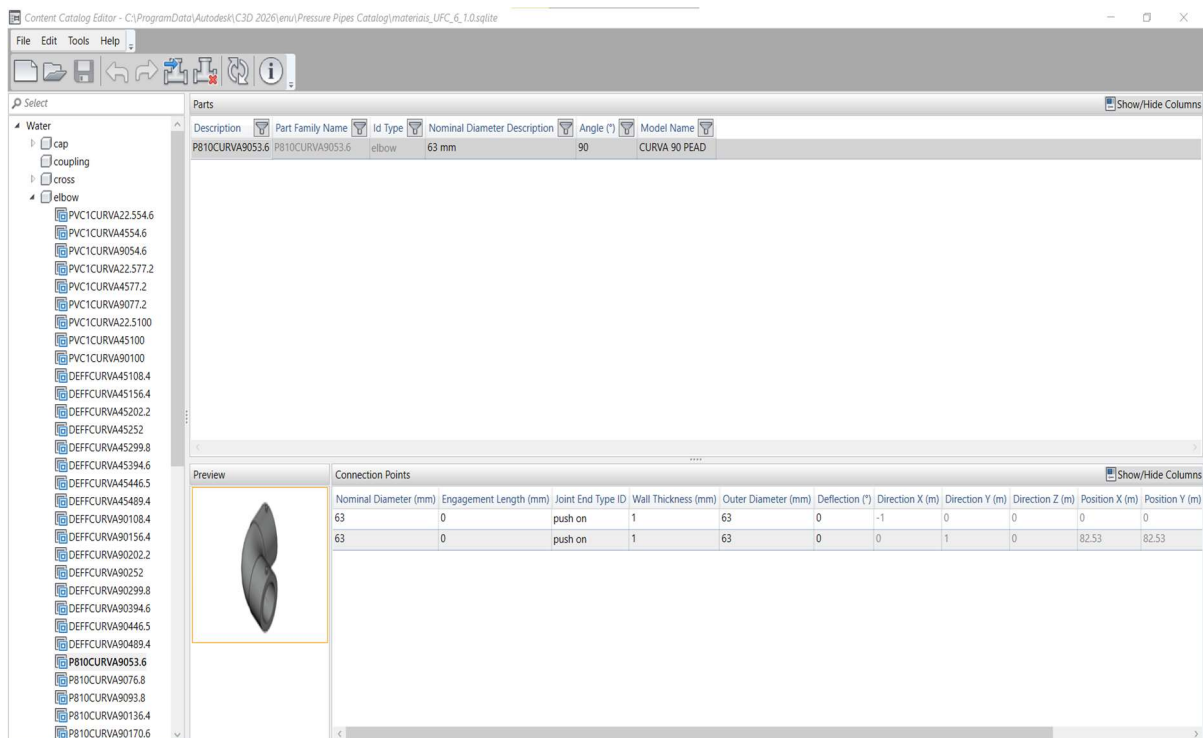 Content Catalog Editor - C:\ProgramData\Autodesk\C3D 2026\enu\Pressure Pipes Catalog\materiais_UFC_6_1.0.sqlite
File Edit Tools Help
Select
Parts
Show/Hide Columns
Water
cap
coupling
cross
elbow
PVC1CURVA22.554.6
PVC1CURVA4554.6
PVC1CURVA9054.6
PVC1CURVA22.577.2
PVC1CURVA4577.2
PVC1CURVA9077.2
PVC1CURVA22.5100
PVC1CURVA45100
PVC1CURVA90100
DEFFCURVA45108.4
DEFFCURVA45156.4
DEFFCURVA45202.2
DEFFCURVA45252
DEFFCURVA45299.8
DEFFCURVA45394.6
DEFFCURVA45446.5
DEFFCURVA45489.4
DEFFCURVA90108.4
DEFFCURVA90156.4
DEFFCURVA90202.2
DEFFCURVA90252
DEFFCURVA90299.8
DEFFCURVA90394.6
DEFFCURVA90446.5
DEFFCURVA90489.4
P810CURVA9053.6
P810CURVA9076.8
P810CURVA9093.8
P810CURVA90136.4
P810CURVA90170.6
Description Part Family Name Id Type Nominal Diameter Description Angle (°) Model Name
P810CURVA9053.6 P810CURVA9053.6 elbow 63 mm 90 CURVA 90 PEAD
Preview
Connection Points
Show/Hide Columns
Nominal Diameter (mm) Engagement Length (mm) Joint End Type ID Wall Thickness (mm) Outer Diameter (mm) Deflection (°) Direction X (m) Direction Y (m) Direction Z (m) Position X (m) Position Y (m)
63 0 push on 1 63 0 -1 0 0 0 0
63 0 push on 1 63 0 0 1 0 82.53 82.53